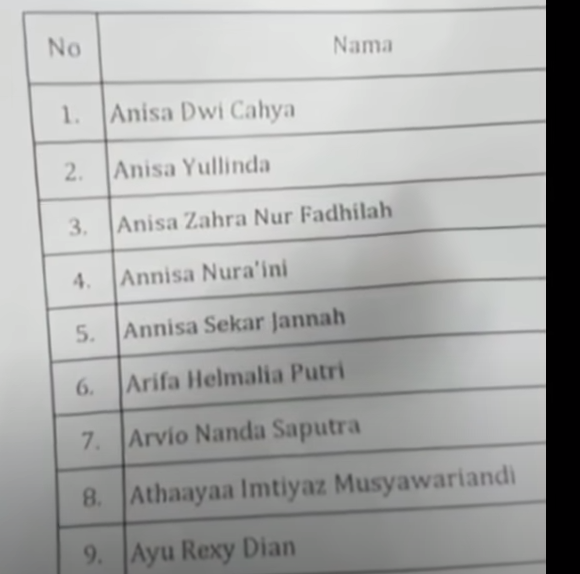 No Nama
1. Anisa Dwi Cahya
2. Anisa Yullinda
3. Anisa Zahra Nur Fadhilah
4. Annisa Nura'ini
5. Annisa Sekar Jannah
6. Arifa Helmalia Putri
7. Arvio Nanda Saputra
8. Athaayaa Imtiyaz Musyawariandi
9. Ayu Rexy Dian